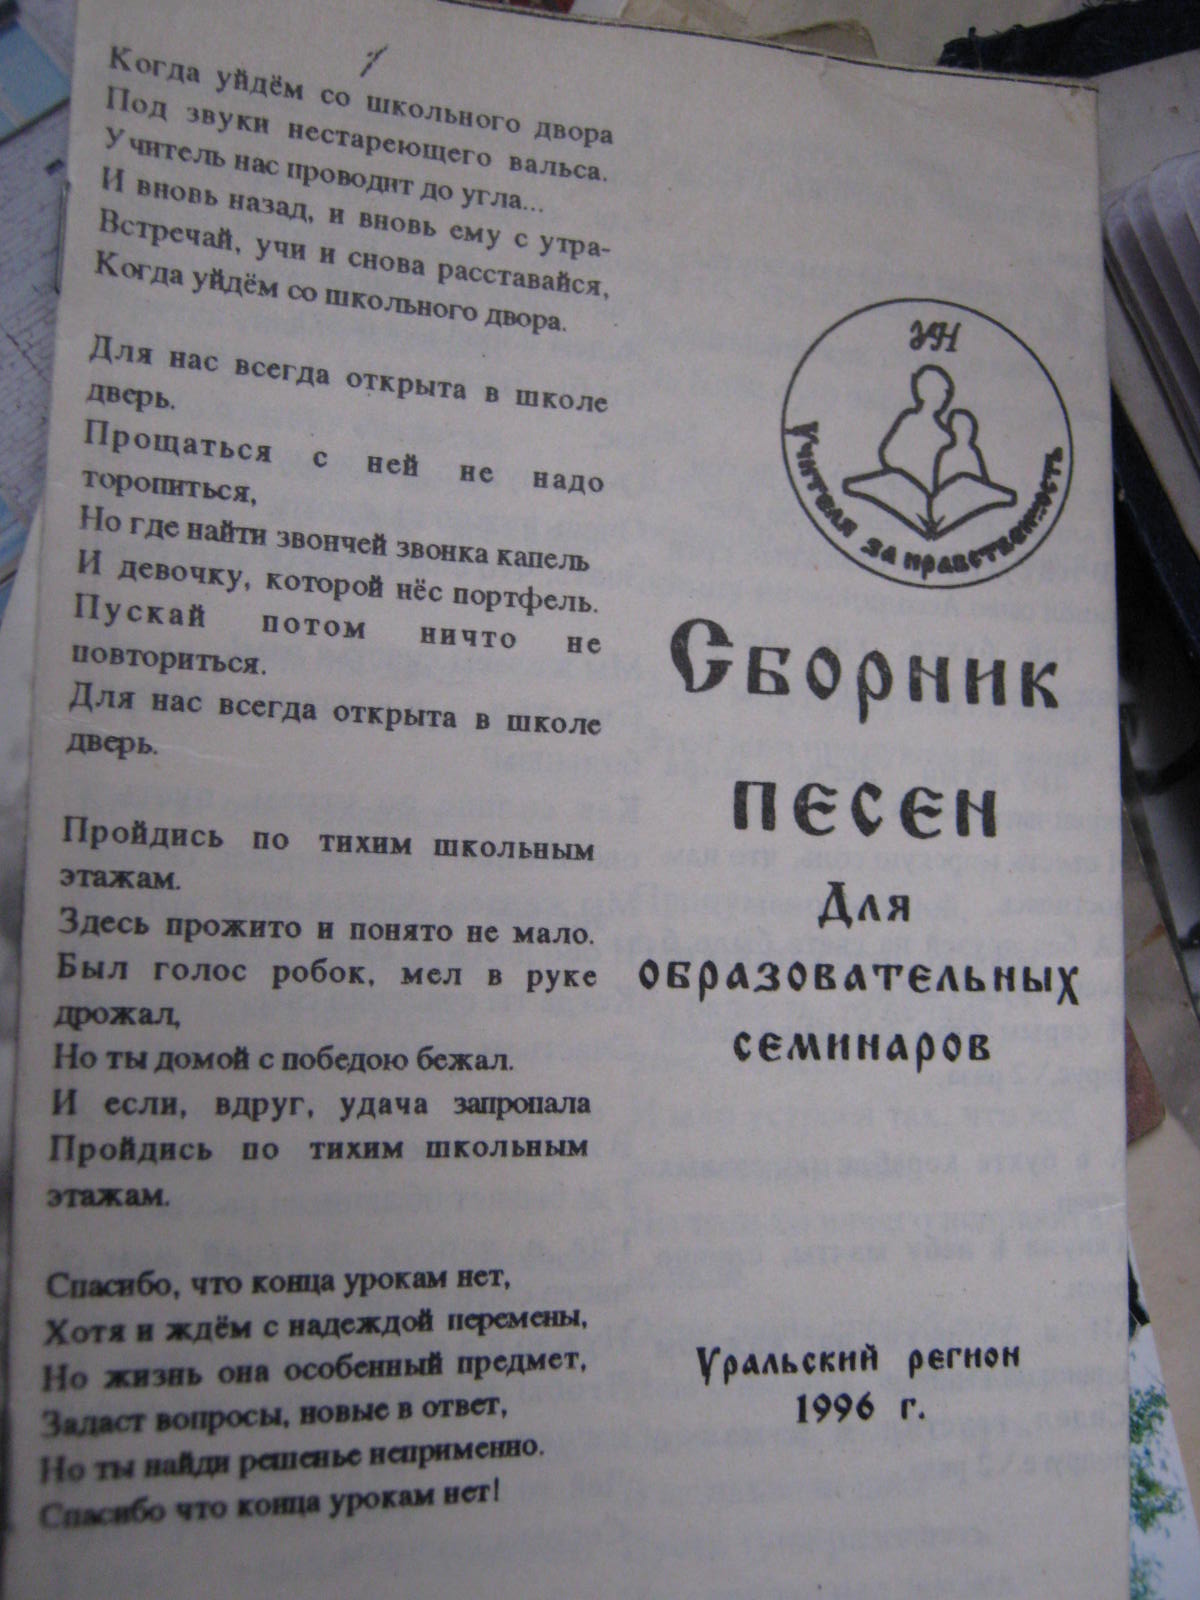 Когда уйдём со школьного двора
Под звуки нестареющего вальса.
Учитель нас проводит до угла...
И вновь назад, и вновь ему с утра-
Встречай, учи и снова расставайся,
Когда уйдём со школьного двора.
Для нас всегда открыта в школе
дверь.
Прощаться с ней не надо
торопиться,
Но где найти звончей звонка капель
И девочку, которой нёс портфель.
Пускай потом ничто не
повториться.
Для нас всегда открыта в школе
дверь.
Пройдись по тихим школьным
этажам.
Здесь прожито и понято не мало.
Был голос робок, мел в руке
дрожал,
Но ты домой с победою бежал.
И если, вдруг, удача запропала
Пройдись по тихим школьным
этажам.
Спасибо, что конца урокам нет,
Хотя и ждём с надеждой перемены,
Но жизнь она особенный предмет,
Задаст вопросы, новые в ответ,
Но ты найди решенье неприменно.
Спасибо что конца урокам нет!
УН
Учителя за нравственность
Сборник
песен
Для
образовательных
семинаров
Уральский регион
1996 г.